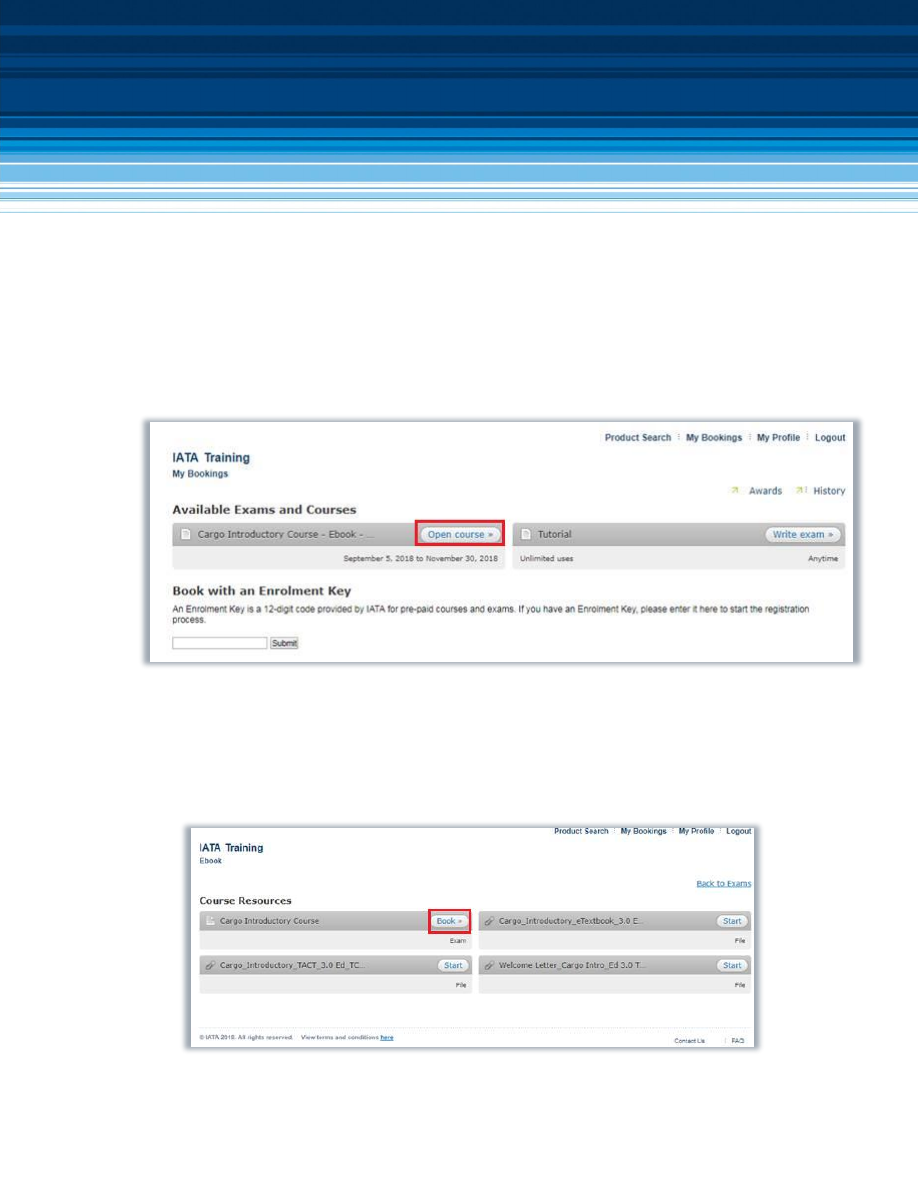 Product Search My Bookings My Profile Logout
IATA Training
My Bookings
Awards History
Available Exams and Courses
Cargo Introductory Course - Ebook - ... Open course » Tutorial Write exam »
September 5, 2018 to November 30, 2018 Unlimited uses Anytime
Book with an Enrolment Key
An Enrolment Key is a 12-digit code provided by IATA for pre-paid courses and exams. If you have an Enrolment Key, please enter it here to start the registration
process.
Submit
Product Search My Bookings My Profile Logout
IATA Training
Ebook
Back to Exams
Course Resources
Cargo Introductory Course Book » Cargo_Introductory_eTextbook_3.0 E... Start
Exam File
Cargo_Introductory_TACT_3.0 Ed_TC... Start Welcome Letter_Cargo Intro_Ed 3.0 T... Start
File File
© IATA 2018. All rights reserved. View terms and conditions here
Contact Us FAQ